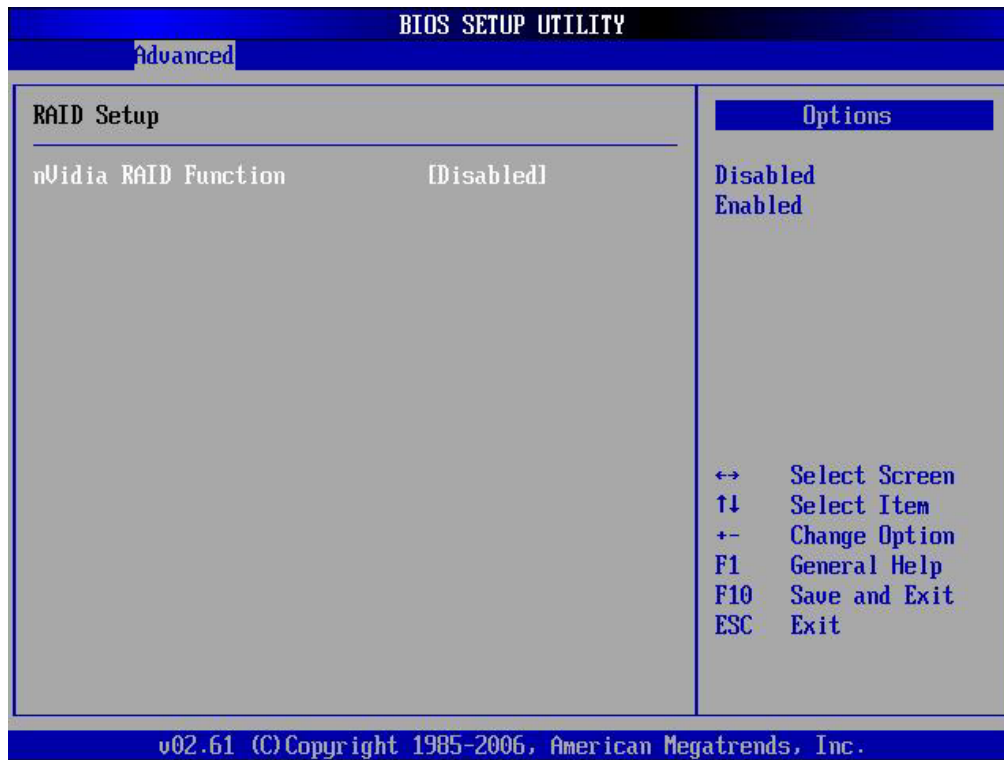 BIOS SETUP UTILITY
Advanced
RAID Setup
nVidia RAID Function [Disabled]
Options
Disabled
Enabled
←→ Select Screen
↑↓ Select Item
+- Change Option
F1 General Help
F10 Save and Exit
ESC Exit
v02.61 (C)Copyright 1985-2006, American Megatrends, Inc.